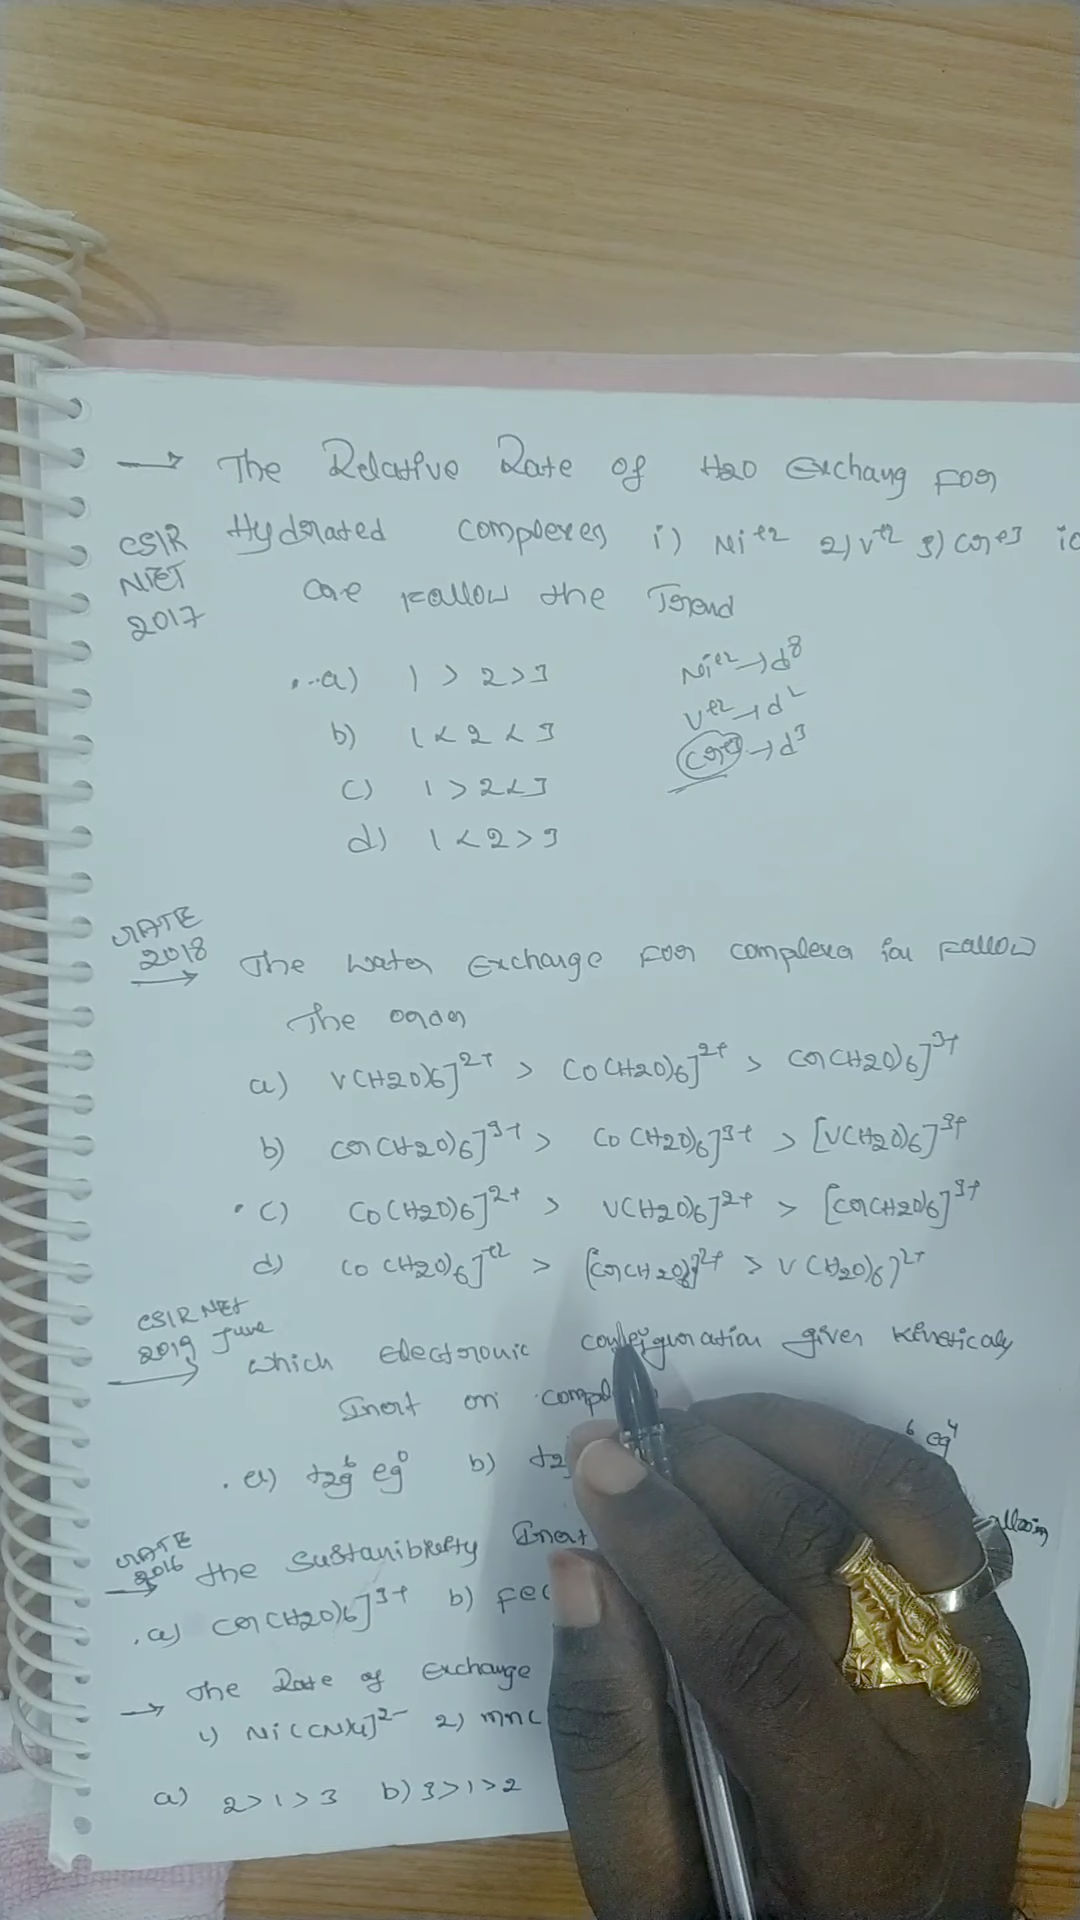 → The Relative Rate of H2O Exchang For
CSIR NET 2017
Hydrated complexes i) Ni+2 2) V+2 3) Cr+3 io
are Follow the Trend
a) 1 > 2 > 3
Ni+2 → d8
b) 1 < 2 < 3
V+2 → d2
Cr+3 → d3
c) 1 > 2 < 3
d) 1 < 2 > 3
GATE 2018
→ The water Exchange For complexes Follow
The order
a) V(H2O)6]2+ > Co(H2O)6]2+ > Cr(H2O)6]3+
b) Cr(H2O)6]3+ > Co(H2O)6]3+ > [V(H2O)6]3+
c) Co(H2O)6]2+ > V(H2O)6]2+ > [Cr(H2O)6]3+
d) Co(H2O)6]+2 > [Cr(H2O)6]2+ > V(H2O)6]2+
CSIR NET 2019 June
→ which electronic configuration given Kineticaly
Inert on
a) t2g6 eg0 b) 6 eg4
GATE 2016
→ the Inert
a) Cr(H2O)6]3+ b)
→ The Rate of Exchange
1) Ni(CN)4]2- 2)
a) 2>1>3 b) 3>1>2